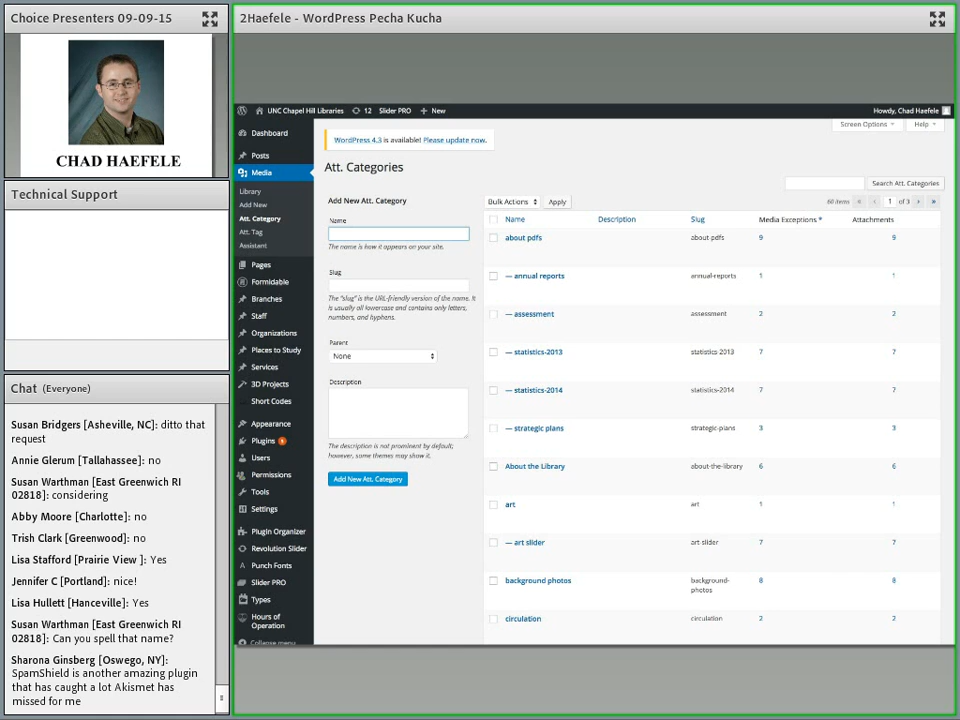 Choice Presenters 09-09-15
CHAD HAEFELE
Technical Support
Chat (Everyone)
Susan Bridgers [Asheville, NC]: ditto that
request
Annie Glerum [Tallahassee]: no
Susan Warthman [East Greenwich RI
02818]: considering
Abby Moore [Charlotte]: no
Trish Clark [Greenwood]: no
Lisa Stafford [Prairie View ]: Yes
Jennifer C [Portland]: nice!
Lisa Hullett [Hanceville]: Yes
Susan Warthman [East Greenwich RI
02818]: Can you spell that name?
Sharona Ginsberg [Oswego, NY]:
SpamShield is another amazing plugin
that has caught a lot Akismet has
missed for me
2Haefele - WordPress Pecha Kucha
UNC Chapel Hill Libraries 12 Slider PRO + New Howdy, Chad Haefele
Dashboard
Posts
Media
Library
Add New
Att. Category
Att. Tag
Assistant
Pages
Formidable
Branches
Staff
Organizations
Places to Study
Services
3D Projects
Short Codes
Appearance
Plugins
Users
Permissions
Tools
Settings
Plugin Organizer
Revolution Slider
Punch Fonts
Slider PRO
Types
Hours of
Operation
Collapse menu
Screen Options Help
WordPress 4.3 is available! Please update now.
Att. Categories
Search Att. Categories
Add New Att. Category
Name
The name is how it appears on your site.
Slug
The "slug" is the URL-friendly version of the name. It
is usually all lowercase and contains only letters,
numbers, and hyphens.
Parent
None
Description
The description is not prominent by default;
however, some themes may show it.
Add New Att. Category
Bulk Actions Apply 60 items « ‹ 1 of 3 › »
Name Description Slug Media Exceptions * Attachments
about pdfs about-pdfs 9 9
— annual reports annual-reports 1 1
— assessment assessment 2 2
— statistics-2013 statistics-2013 7 7
— statistics-2014 statistics-2014 7 7
— strategic plans strategic-plans 3 3
About the Library about-the-library 6 6
art art 1 1
— art slider art-slider 7 7
background photos background-
photos 8 8
circulation circulation 2 2